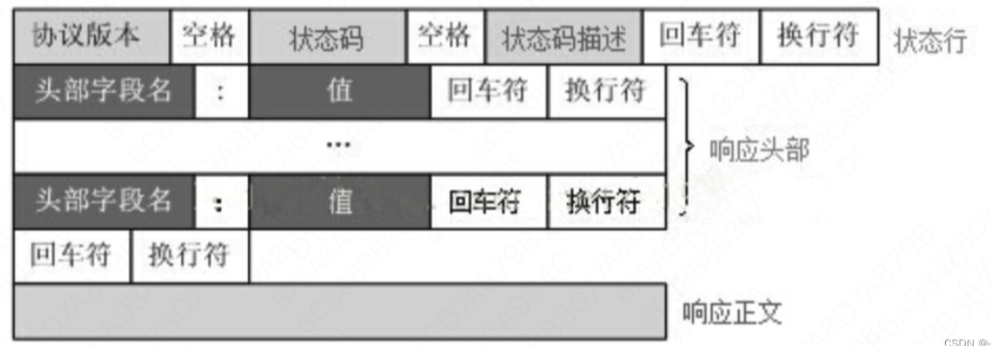 协议版本 空格 状态码 空格 状态码描述 回车符 换行符 状态行
头部字段名 : 值 回车符 换行符
...
响应头部
头部字段名 : 值 回车符 换行符
回车符 换行符
响应正文
CSDN @